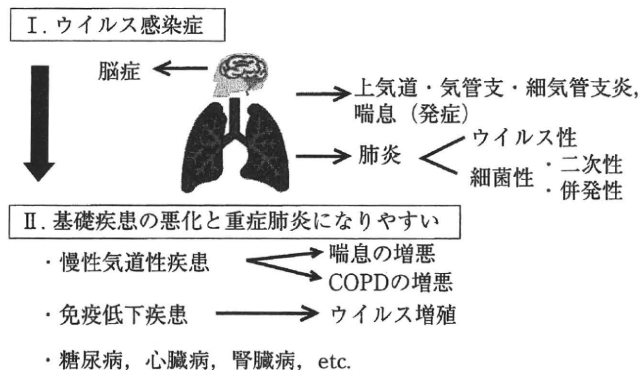 Ⅰ. ウイルス感染症
脳症
上気道・気管支・細気管支炎,
喘息（発症）
肺炎
ウイルス性
細菌性
・二次性
・併発性
Ⅱ. 基礎疾患の悪化と重症肺炎になりやすい
・慢性気道性疾患
喘息の増悪
COPDの増悪
・免疫低下疾患
ウイルス増殖
・糖尿病，心臓病，腎臓病，etc.